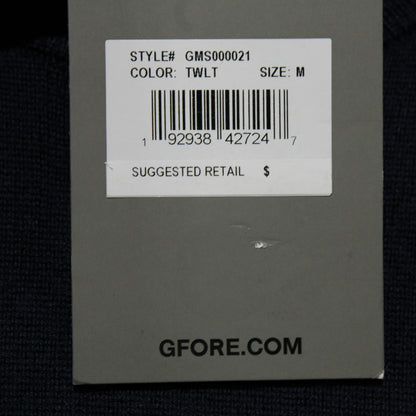 STYLE# GMS000021
COLOR: TWLT SIZE: M
1 92938 42724 7
SUGGESTED RETAIL $
GFORE.COM